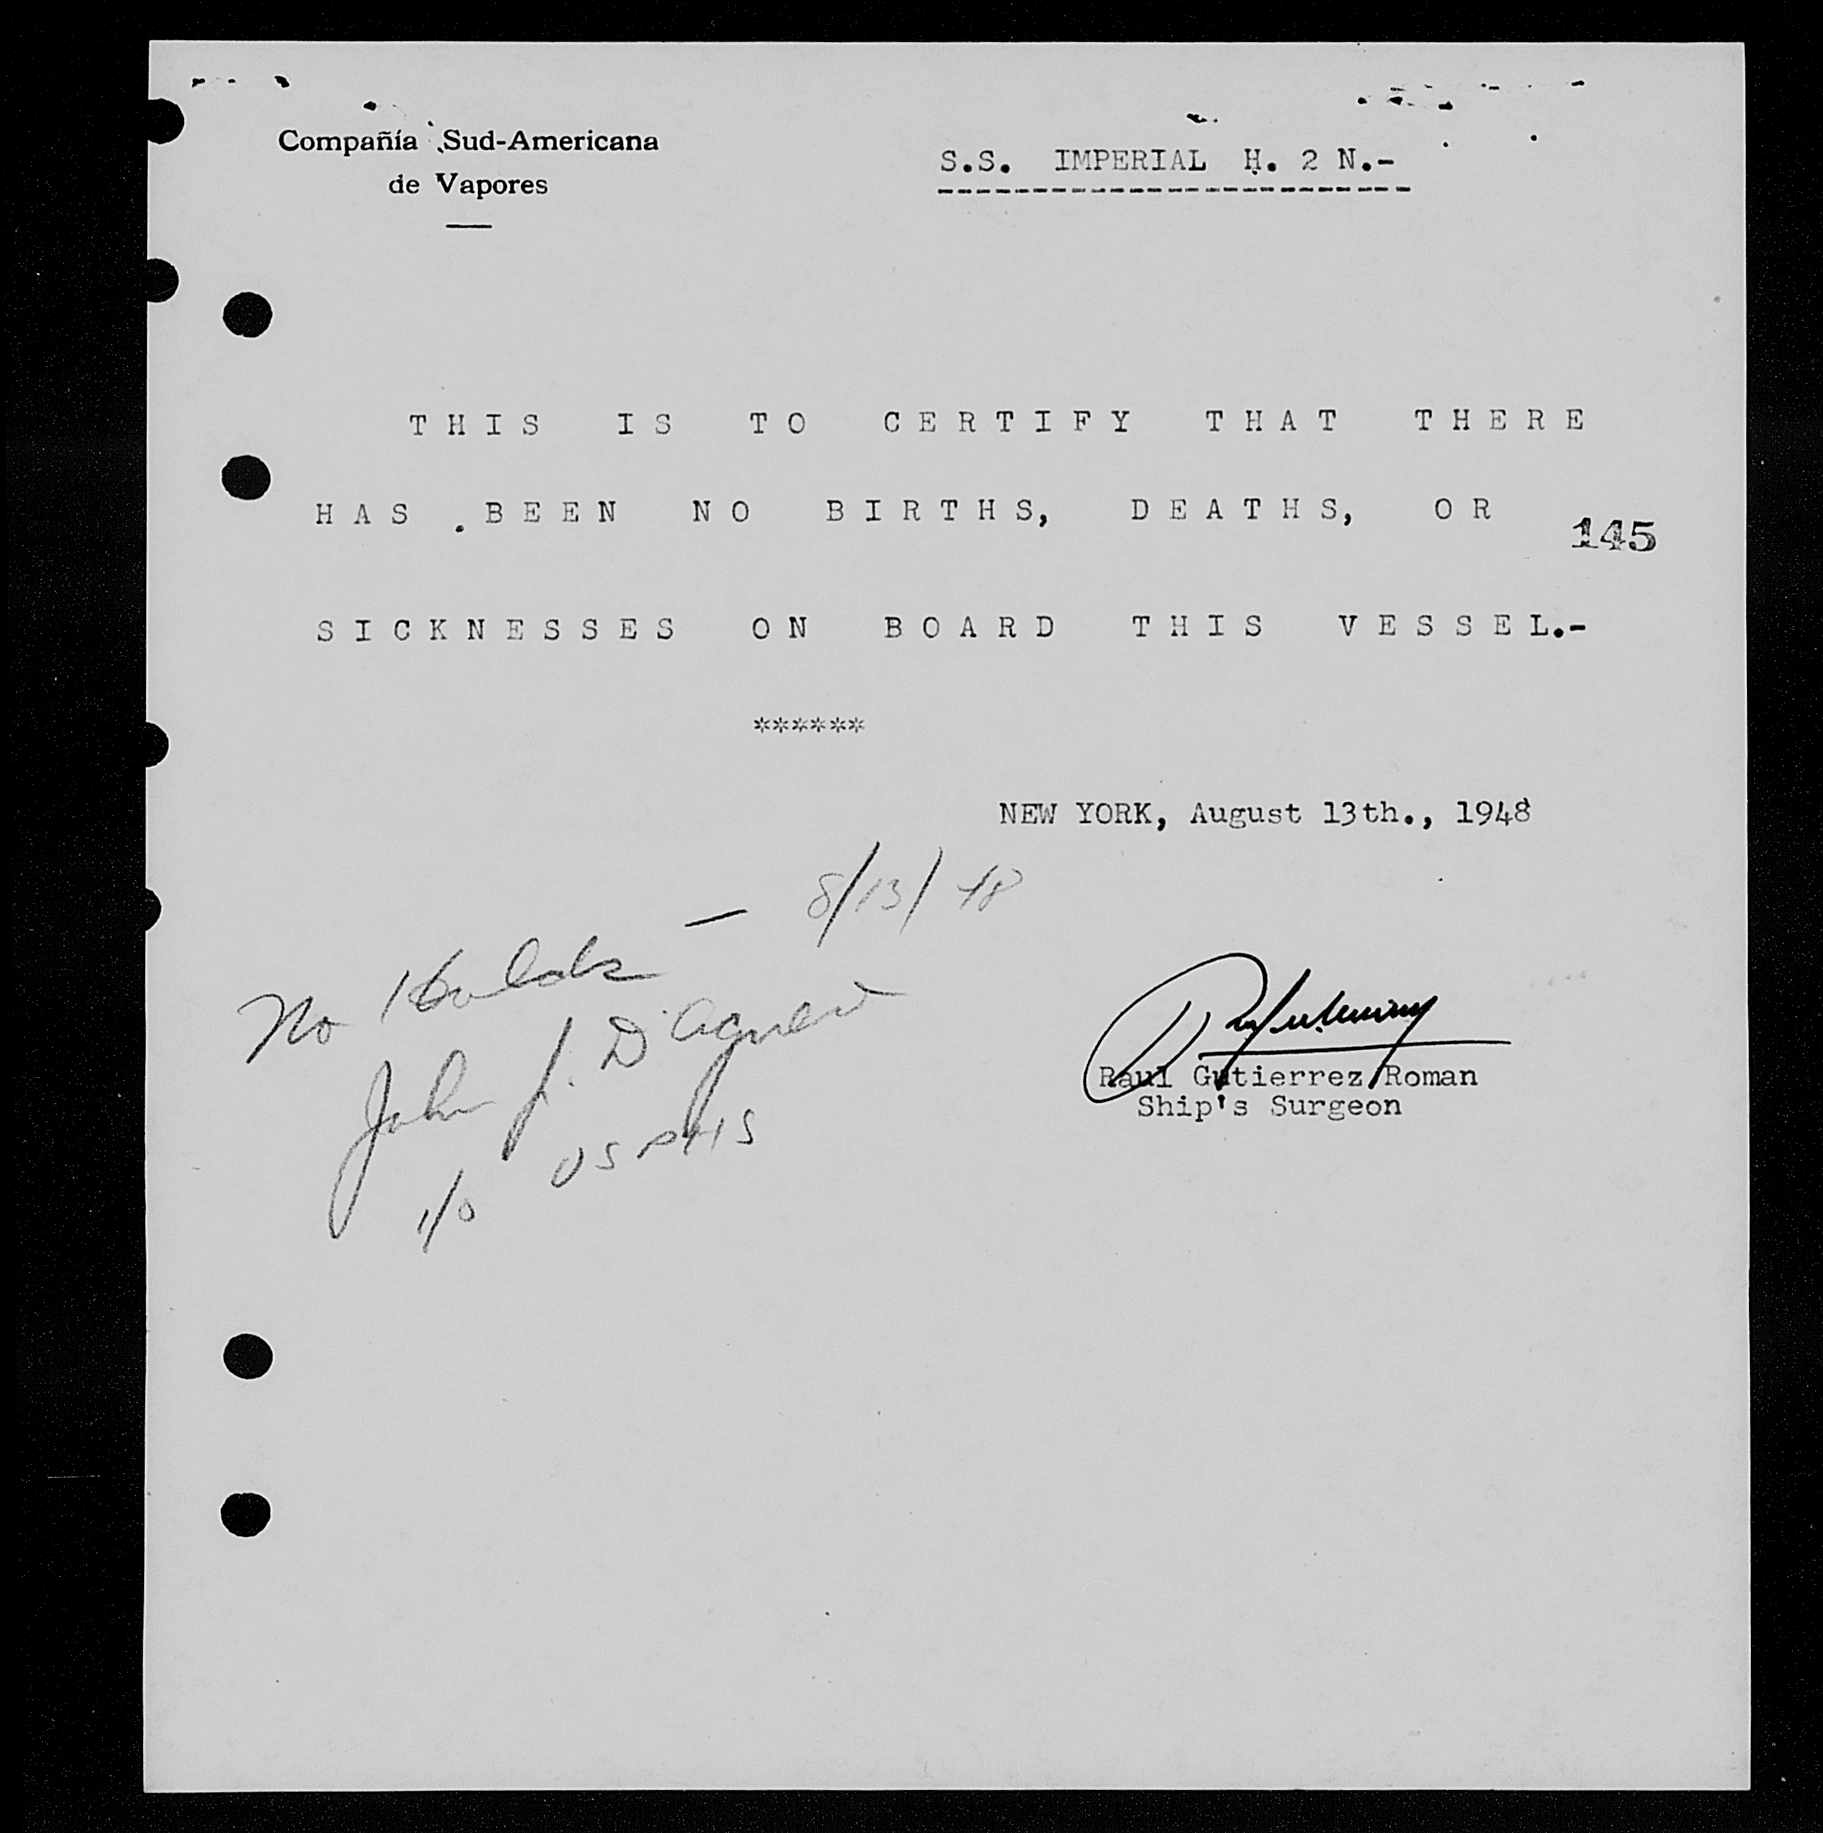 Compañía Sud-Americana
de Vapores
S.S. IMPERIAL H. 2 N.-
THIS IS TO CERTIFY THAT THERE
HAS BEEN NO BIRTHS, DEATHS, OR
145
SICKNESSES ON BOARD THIS VESSEL.-
******
NEW YORK, August 13th., 1948
No Holds — 8/13/48
John J. D'Agnew
I/O USPHS
Raul Gutierrez Roman
Ship's Surgeon